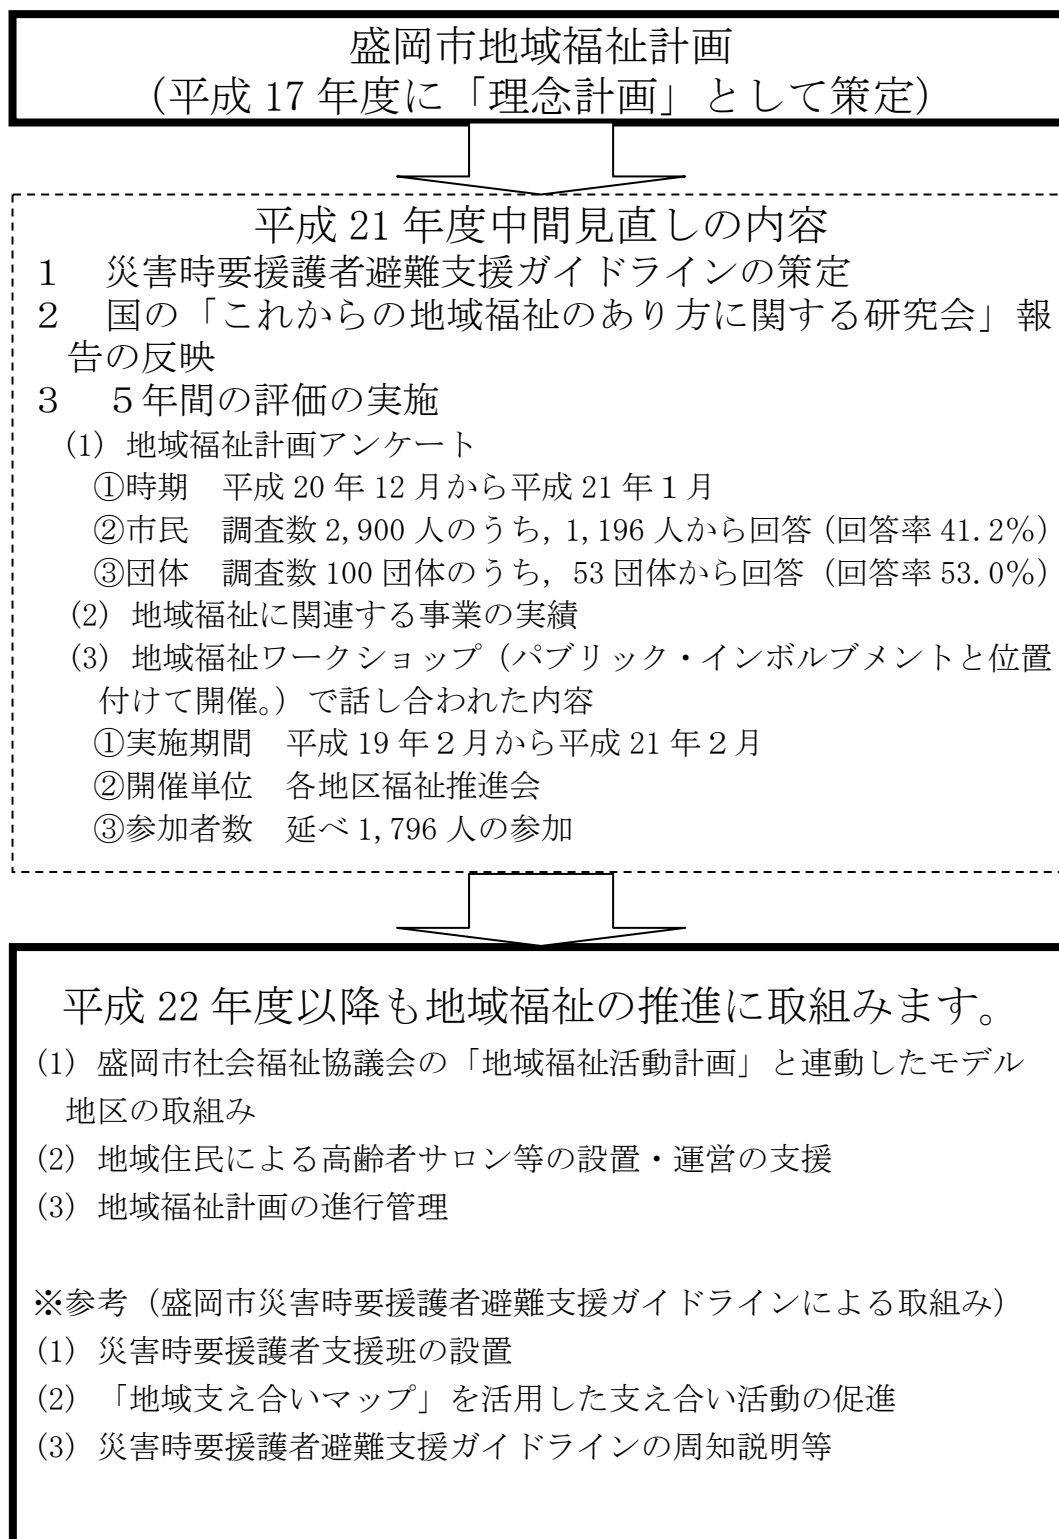 盛岡市地域福祉計画
（平成 17 年度に「理念計画」として策定）
平成 21 年度中間見直しの内容
１　災害時要援護者避難支援ガイドラインの策定
２　国の「これからの地域福祉のあり方に関する研究会」報
告の反映
３　５年間の評価の実施
(1) 地域福祉計画アンケート
①時期　平成 20 年 12 月から平成 21 年１月
②市民　調査数 2,900 人のうち, 1,196 人から回答（回答率 41.2%）
③団体　調査数 100 団体のうち, 53 団体から回答（回答率 53.0%）
(2) 地域福祉に関連する事業の実績
(3) 地域福祉ワークショップ（パブリック・インボルブメントと位置
付けて開催。）で話し合われた内容
①実施期間　平成 19 年２月から平成 21 年２月
②開催単位　各地区福祉推進会
③参加者数　延べ 1,796 人の参加
平成 22 年度以降も地域福祉の推進に取組みます。
(1) 盛岡市社会福祉協議会の「地域福祉活動計画」と連動したモデル
地区の取組み
(2) 地域住民による高齢者サロン等の設置・運営の支援
(3) 地域福祉計画の進行管理
※参考（盛岡市災害時要援護者避難支援ガイドラインによる取組み）
(1) 災害時要援護者支援班の設置
(2) 「地域支え合いマップ」を活用した支え合い活動の促進
(3) 災害時要援護者避難支援ガイドラインの周知説明等